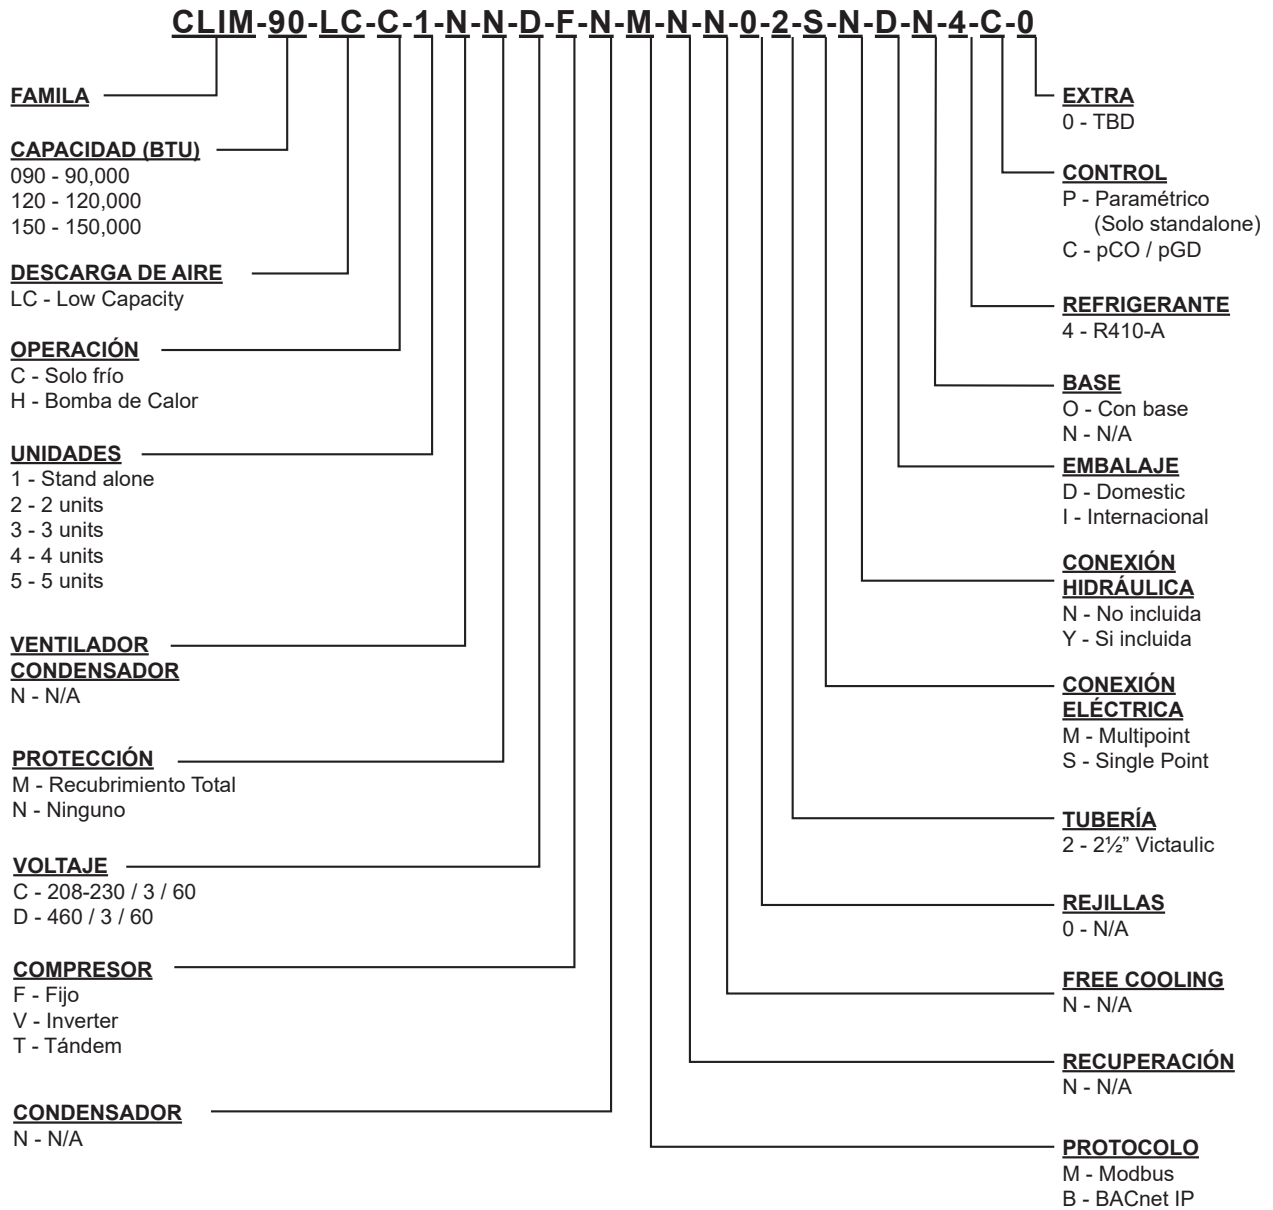 CLIM-90-LC-C-1-N-N-D-F-N-M-N-N-0-2-S-N-D-N-4-C-0
FAMILA
CAPACIDAD (BTU)
090 - 90,000
120 - 120,000
150 - 150,000
DESCARGA DE AIRE
LC - Low Capacity
OPERACIÓN
C - Solo frío
H - Bomba de Calor
UNIDADES
1 - Stand alone
2 - 2 units
3 - 3 units
4 - 4 units
5 - 5 units
VENTILADOR
CONDENSADOR
N - N/A
PROTECCIÓN
M - Recubrimiento Total
N - Ninguno
VOLTAJE
C - 208-230 / 3 / 60
D - 460 / 3 / 60
COMPRESOR
F - Fijo
V - Inverter
T - Tándem
CONDENSADOR
N - N/A
EXTRA
0 - TBD
CONTROL
P - Paramétrico
(Solo standalone)
C - pCO / pGD
REFRIGERANTE
4 - R410-A
BASE
O - Con base
N - N/A
EMBALAJE
D - Domestic
I - Internacional
CONEXIÓN
HIDRÁULICA
N - No incluida
Y - Si incluida
CONEXIÓN
ELÉCTRICA
M - Multipoint
S - Single Point
TUBERÍA
2 - 2½” Victaulic
REJILLAS
0 - N/A
FREE COOLING
N - N/A
RECUPERACIÓN
N - N/A
PROTOCOLO
M - Modbus
B - BACnet IP